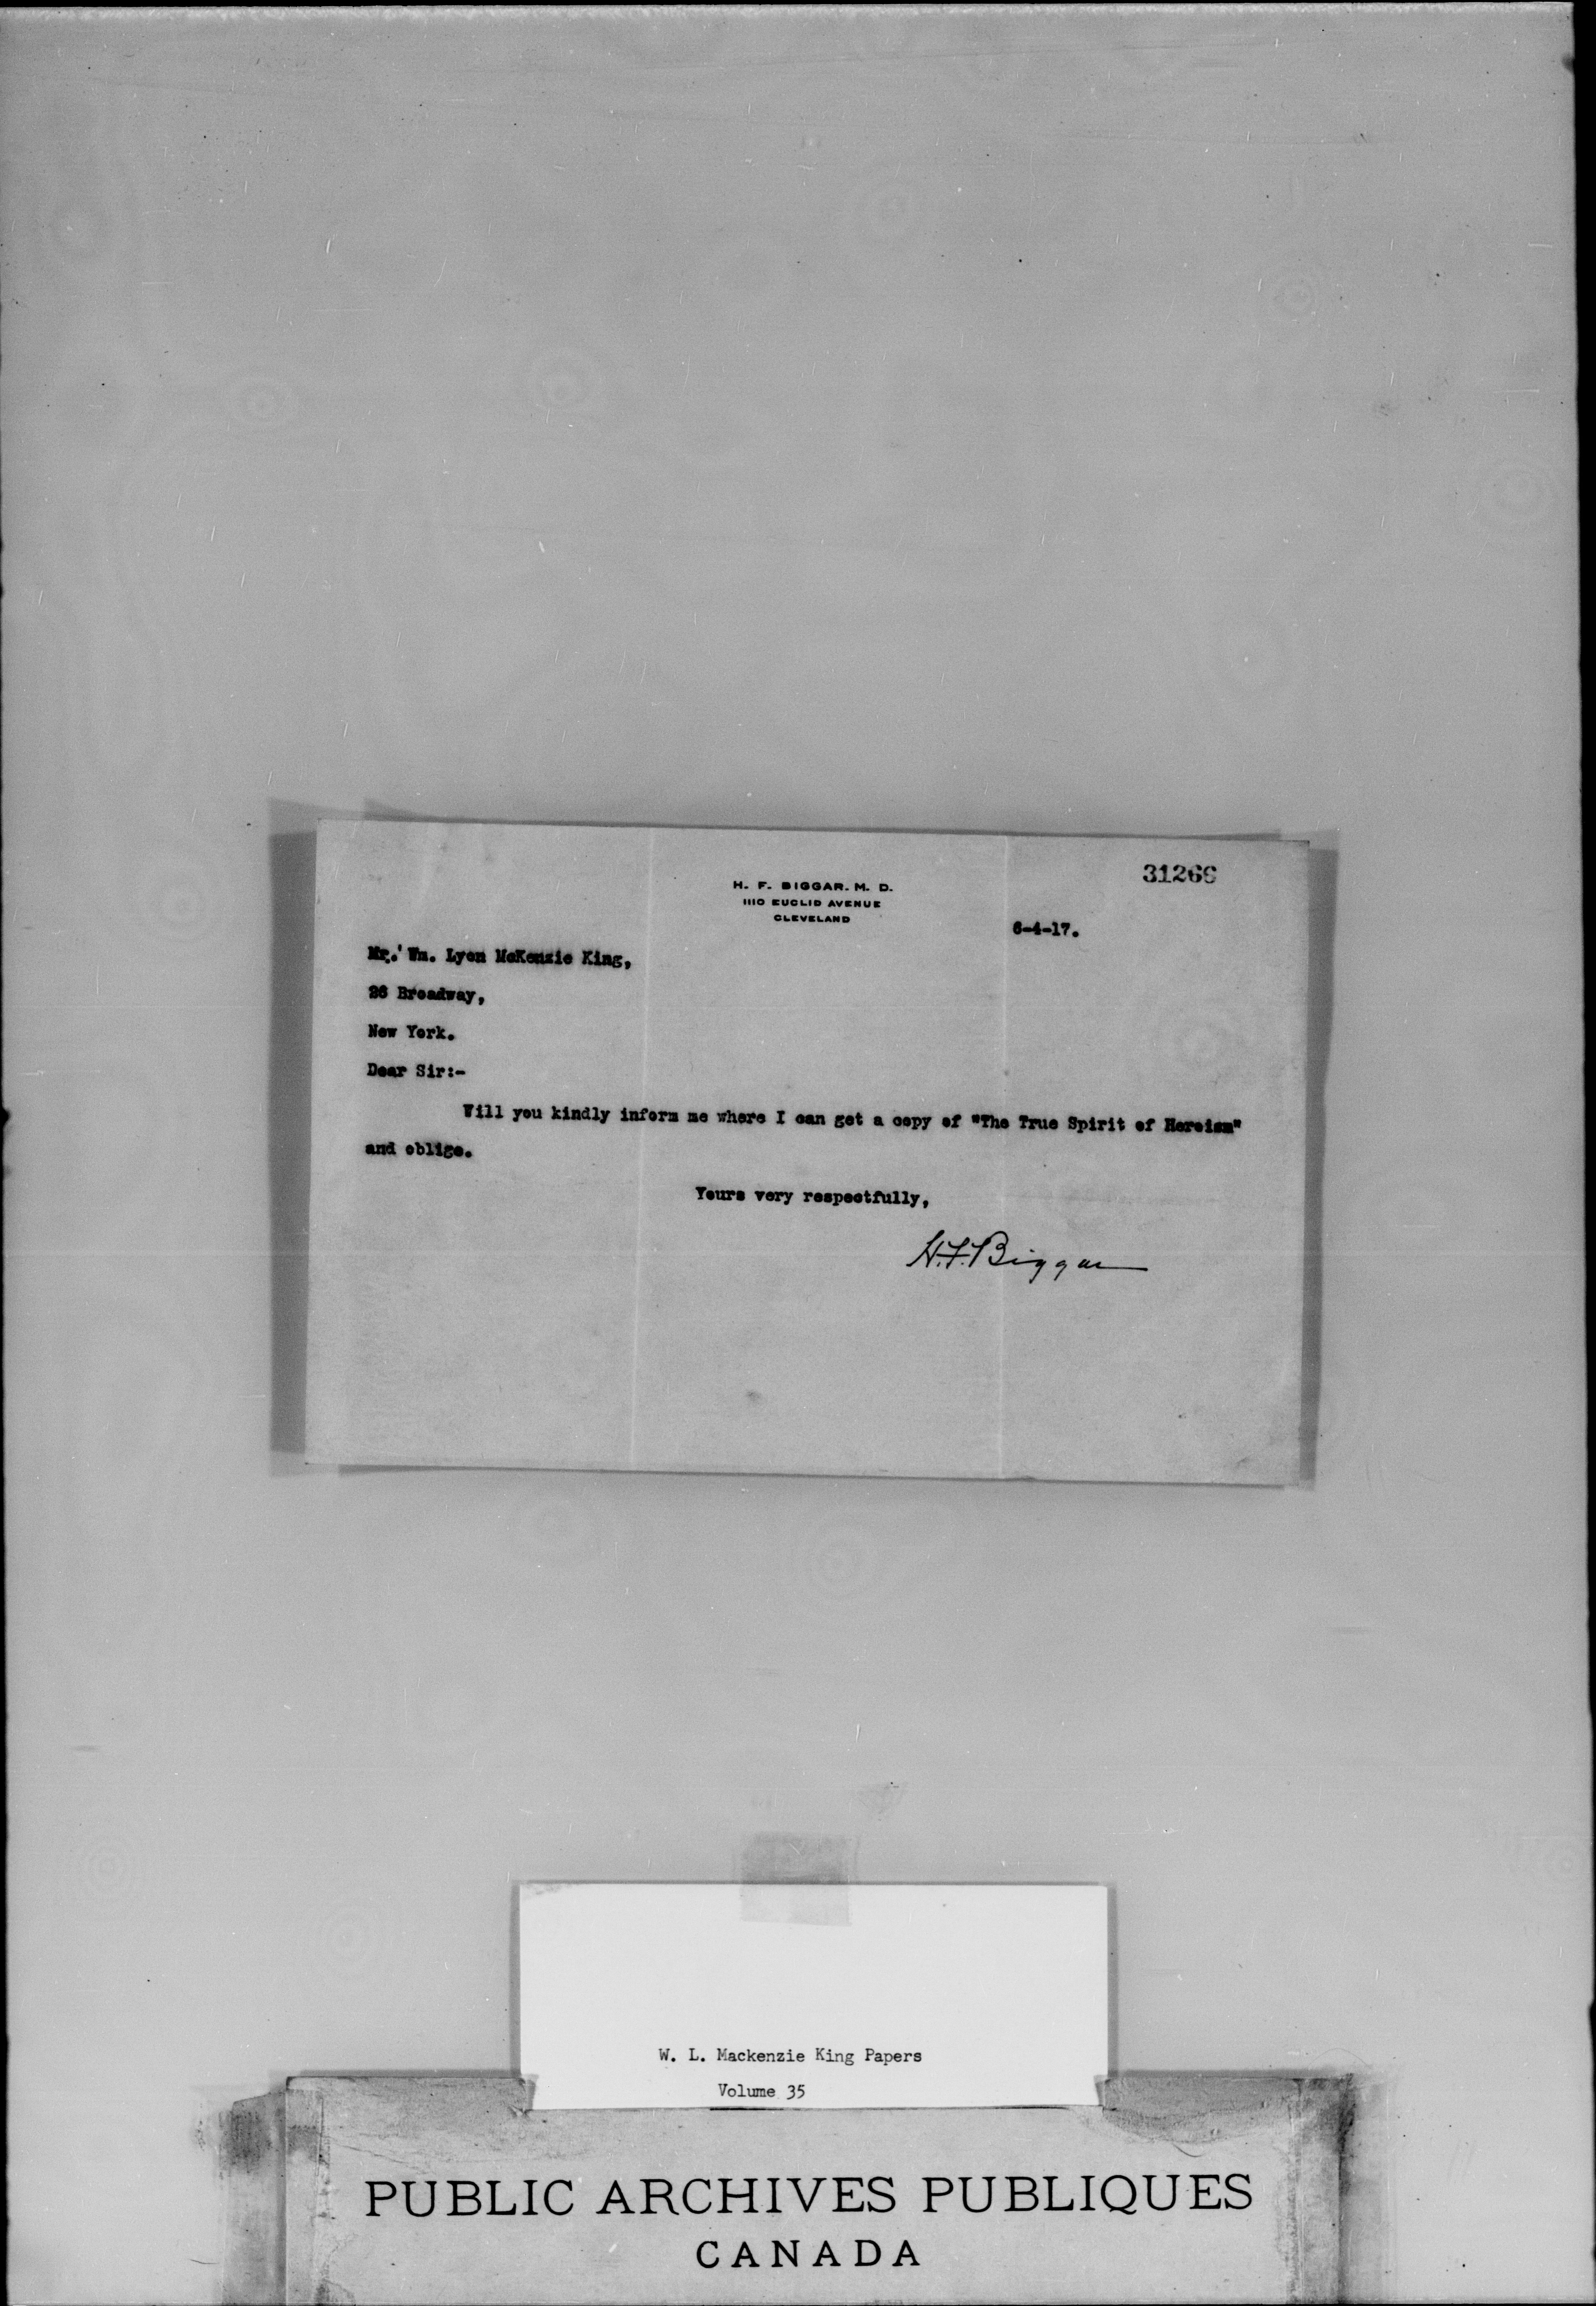 31266
H. F. BIGGAR. M. D.
1110 EUCLID AVENUE
CLEVELAND
6-4-17.
Mr. Wm. Lyon McKenzie King,
26 Broadway,
New York.
Dear Sir:-
Will you kindly inform me where I can get a copy of "The True Spirit of Heroism"
and oblige.
Yours very respectfully,
H.F. Biggar
W. L. Mackenzie King Papers
Volume 35
PUBLIC ARCHIVES PUBLIQUES
CANADA